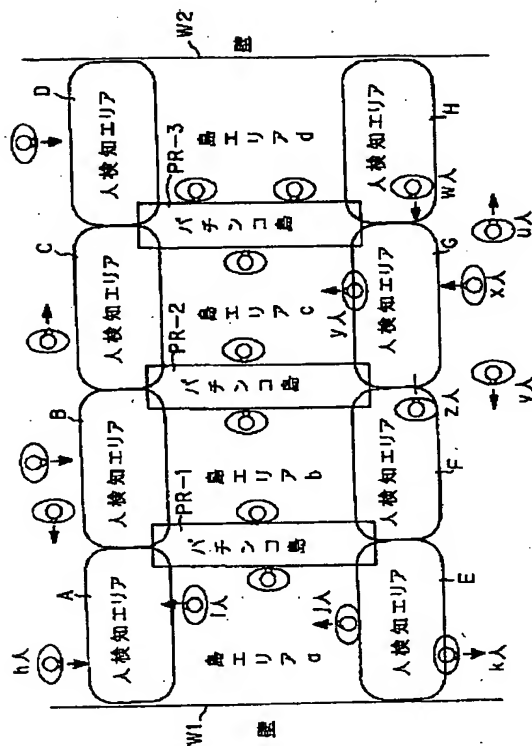 h人
A
B
C
D
W2
人検知エリア
人検知エリア
人検知エリア
人検知エリア
i人
PR-1
PR-2
PR-3
パチンコ島
パチンコ島
パチンコ島
壁
島エリアa
島エリアb
島エリアc
島エリアd
壁
W1
j人
y人
人検知エリア
人検知エリア
人検知エリア
人検知エリア
z人
w人
k人
E
F
G
H
v人
x人
u人